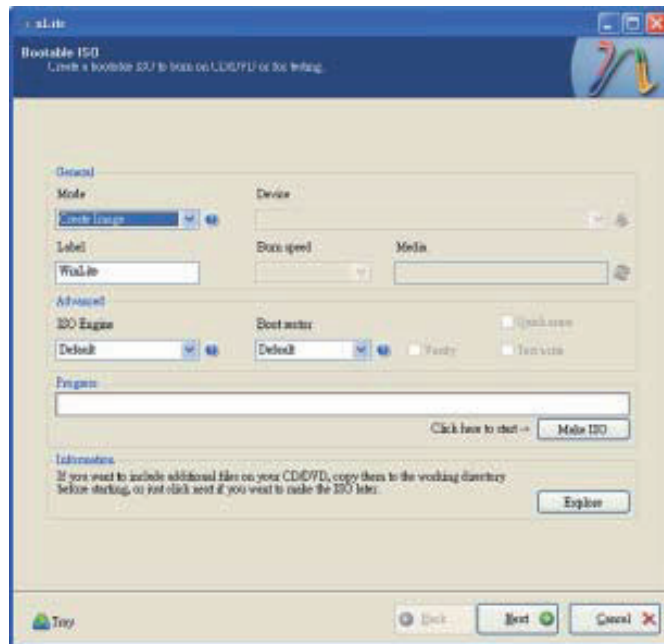 nLite
Bootable ISO
Create a bootable ISO to burn on CD/DVD or for testing.
General
Mode
Device
Create Image
Label
Burn speed
Media
WinLite
Advanced
ISO Engine
Boot sector
Quick erase
Default
Default
Verify
Test write
Progress
Click here to start -> Make ISO
Information
If you want to include additional files on your CD/DVD, copy them to the working directory
before starting, or just click next if you want to make the ISO later.
Explore
Tray
Back
Next
Cancel